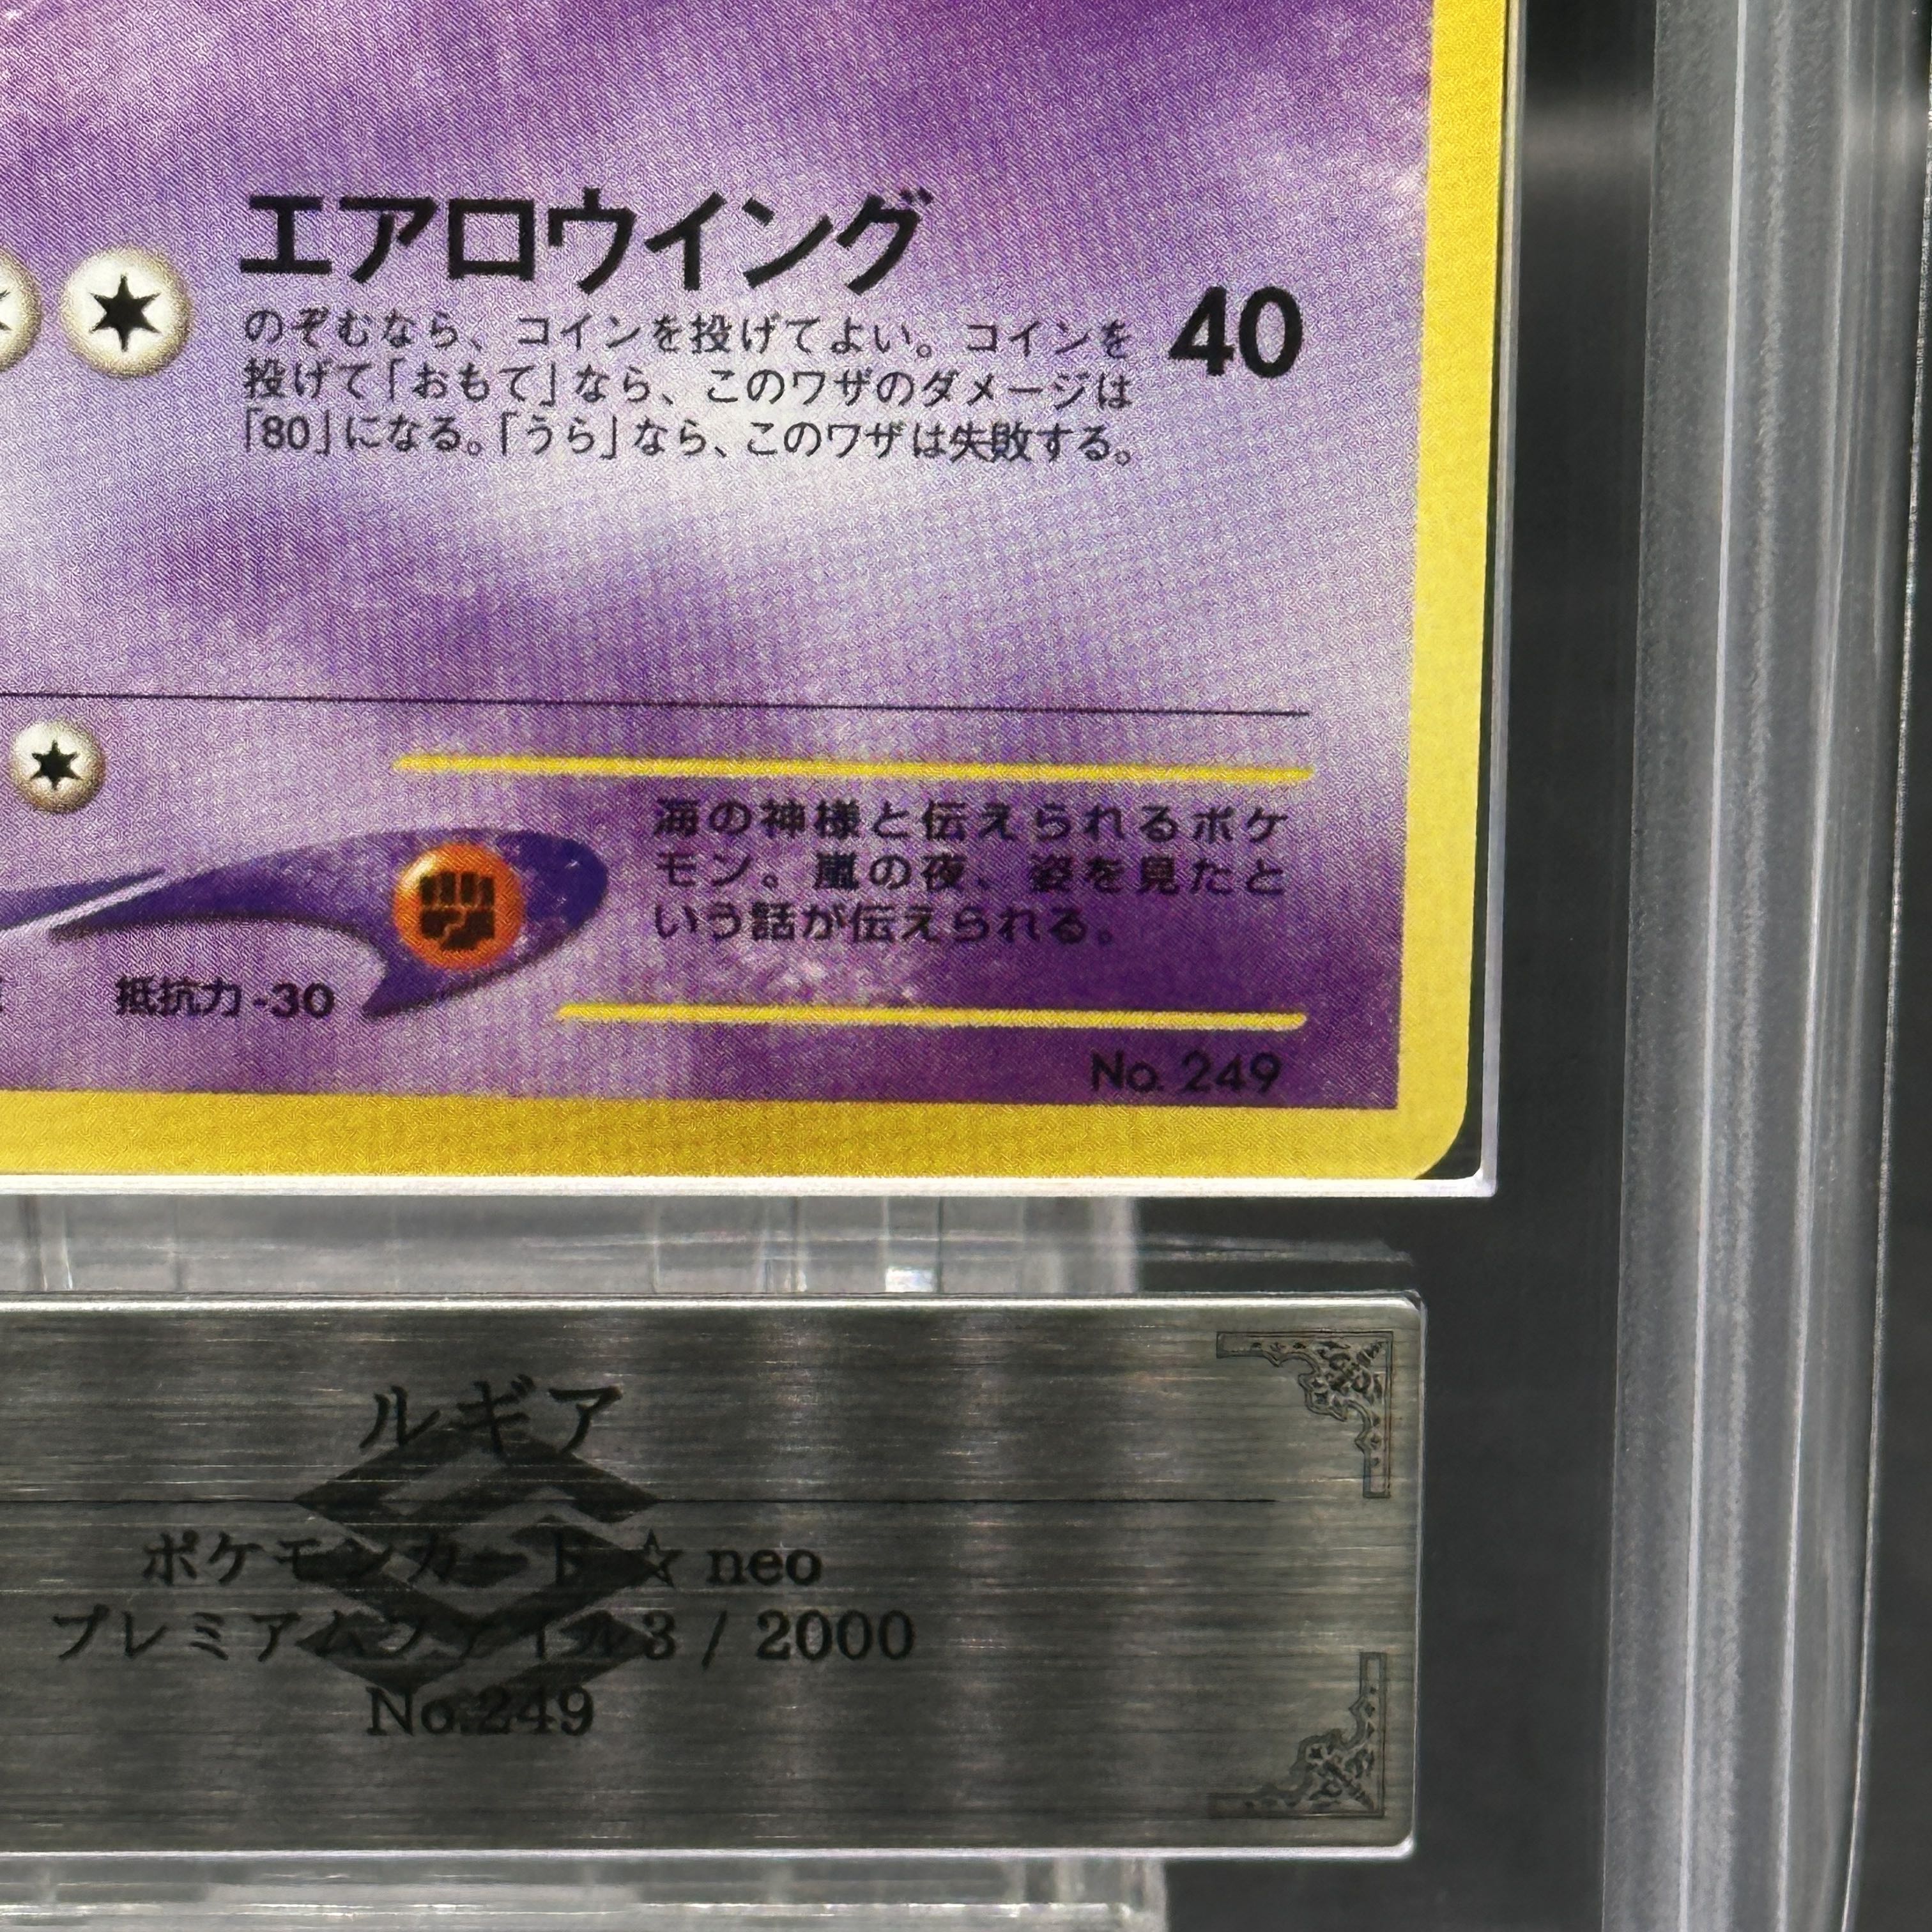 エアロウイング
のぞむなら、コインを投げてよい。コインを
投げて「おもて」なら、このワザのダメージは
「80」になる。「うら」なら、このワザは失敗する。
40
海の神様と伝えられるポケ
モン。嵐の夜、姿を見たと
いう話が伝えられる。
抵抗力-30
No. 249
ルギア
ポケモンカード ☆ neo
プレミアムファイル3 / 2000
No.249